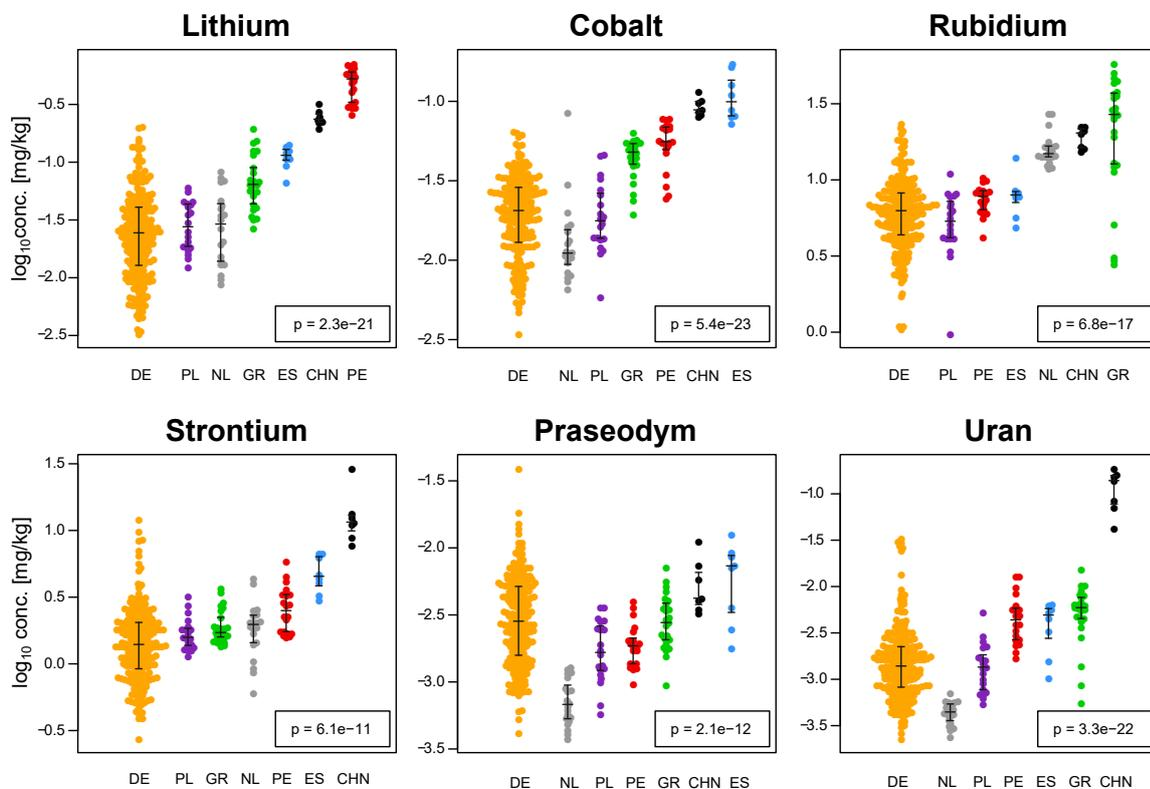 Lithium
Cobalt
Rubidium
log₁₀conc. [mg/kg]
−0.5
−1.0
−1.5
−2.0
−2.5
p = 2.3e−21
DE PL NL GR ES CHN PE
−1.0
−1.5
−2.0
−2.5
p = 5.4e−23
DE NL PL GR PE CHN ES
1.5
1.0
0.5
0.0
p = 6.8e−17
DE PL PE ES NL CHN GR
Strontium
Praseodym
Uran
log₁₀ conc. [mg/kg]
1.5
1.0
0.5
0.0
−0.5
p = 6.1e−11
DE PL GR NL PE ES CHN
−1.5
−2.0
−2.5
−3.0
−3.5
p = 2.1e−12
DE NL PL PE GR CHN ES
−1.0
−1.5
−2.0
−2.5
−3.0
−3.5
p = 3.3e−22
DE NL PL PE ES GR CHN